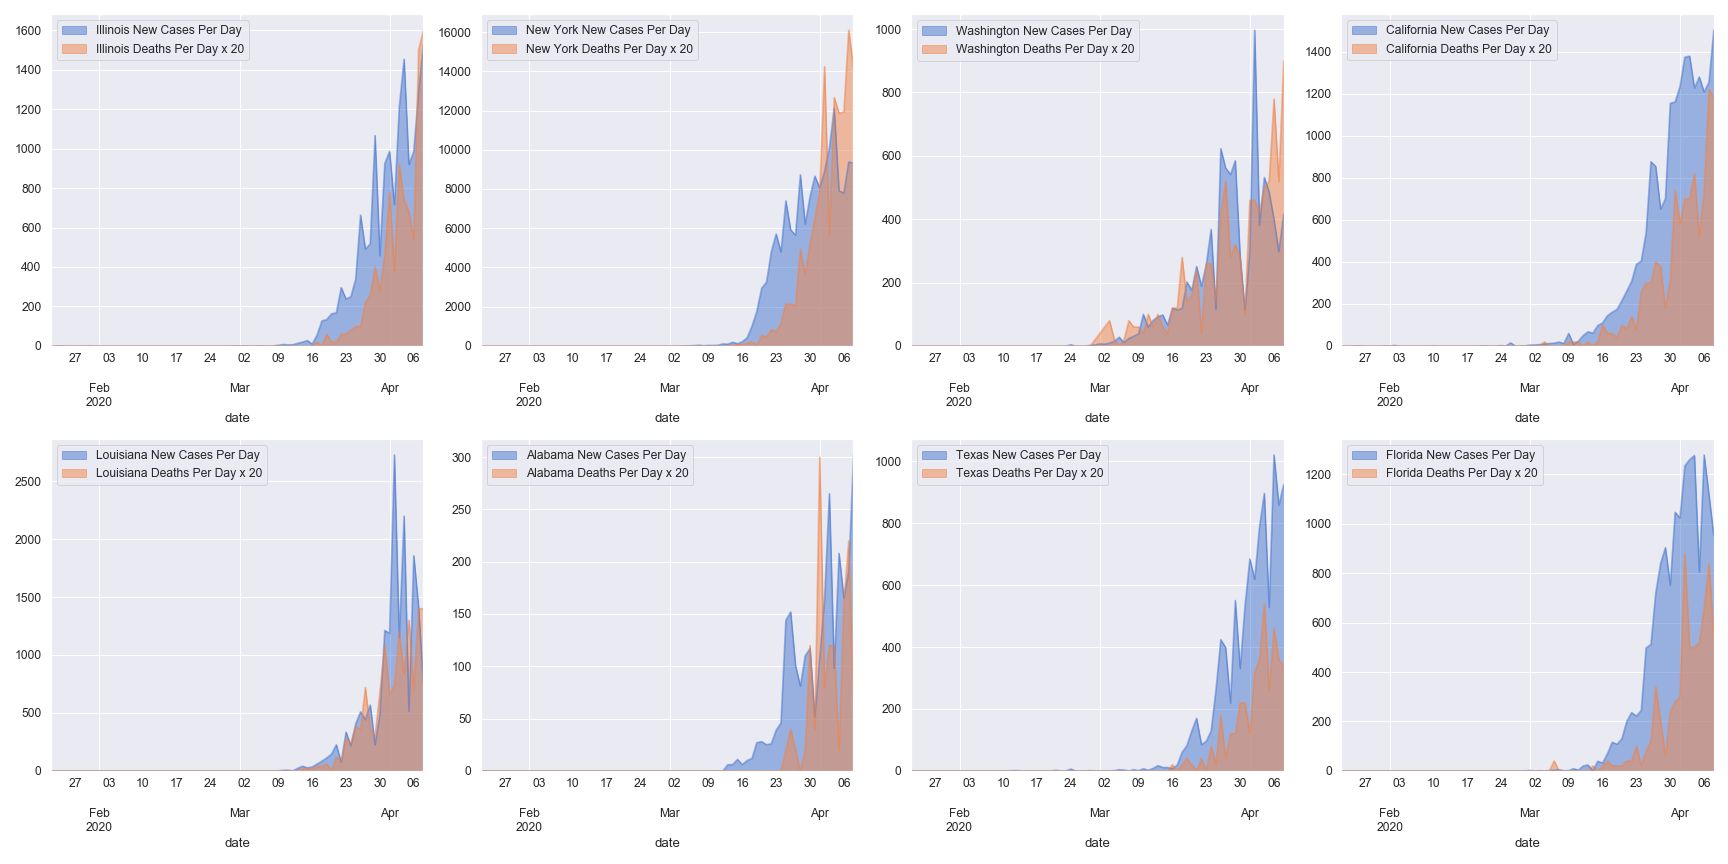 Illinois New Cases Per Day
Illinois Deaths Per Day x 20
1600
1400
1200
1000
800
600
400
200
0
27 03 10 17 24 02 09 16 23 30 06
Feb Mar Apr
2020
date
New York New Cases Per Day
New York Deaths Per Day x 20
16000
14000
12000
10000
8000
6000
4000
2000
0
27 03 10 17 24 02 09 16 23 30 06
Feb Mar Apr
2020
date
Washington New Cases Per Day
Washington Deaths Per Day x 20
1000
800
600
400
200
0
27 03 10 17 24 02 09 16 23 30 06
Feb Mar Apr
2020
date
California New Cases Per Day
California Deaths Per Day x 20
1400
1200
1000
800
600
400
200
0
27 03 10 17 24 02 09 16 23 30 06
Feb Mar Apr
2020
date
Louisiana New Cases Per Day
Louisiana Deaths Per Day x 20
2500
2000
1500
1000
500
0
27 03 10 17 24 02 09 16 23 30 06
Feb Mar Apr
2020
date
Alabama New Cases Per Day
Alabama Deaths Per Day x 20
300
250
200
150
100
50
0
27 03 10 17 24 02 09 16 23 30 06
Feb Mar Apr
2020
date
Texas New Cases Per Day
Texas Deaths Per Day x 20
1000
800
600
400
200
0
27 03 10 17 24 02 09 16 23 30 06
Feb Mar Apr
2020
date
Florida New Cases Per Day
Florida Deaths Per Day x 20
1200
1000
800
600
400
200
0
27 03 10 17 24 02 09 16 23 30 06
Feb Mar Apr
2020
date